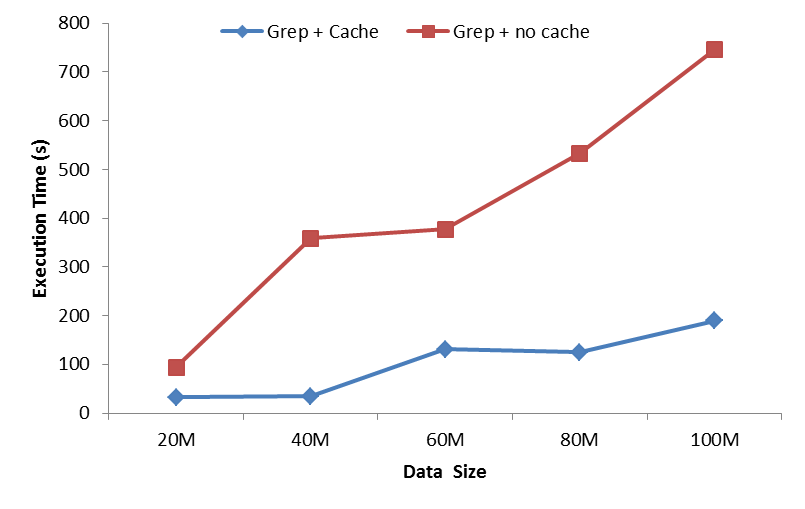 800
Grep + Cache
Grep + no cache
700
600
500
400
300
200
100
0
Execution Time (s)
20M
40M
60M
80M
100M
Data Size